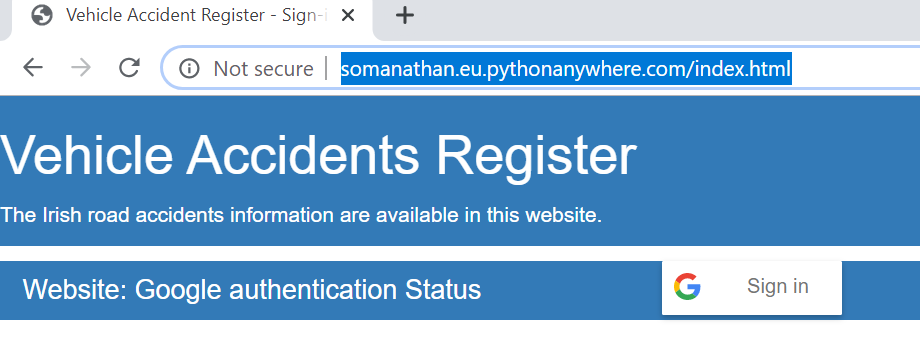 Vehicle Accident Register - Sign-i
Not secure | somanathan.eu.pythonanywhere.com/index.html
Vehicle Accidents Register
The Irish road accidents information are available in this website.
Website: Google authentication Status
Sign in